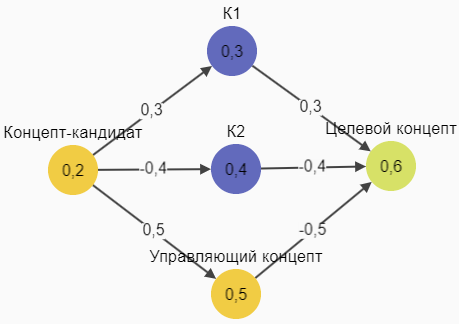 К1
0,3
0,3
0,3
Концепт-кандидат
К2
Целевой концепт
0,2
-0,4
0,4
-0,4
0,6
0,5
-0,5
Управляющий концепт
0,5